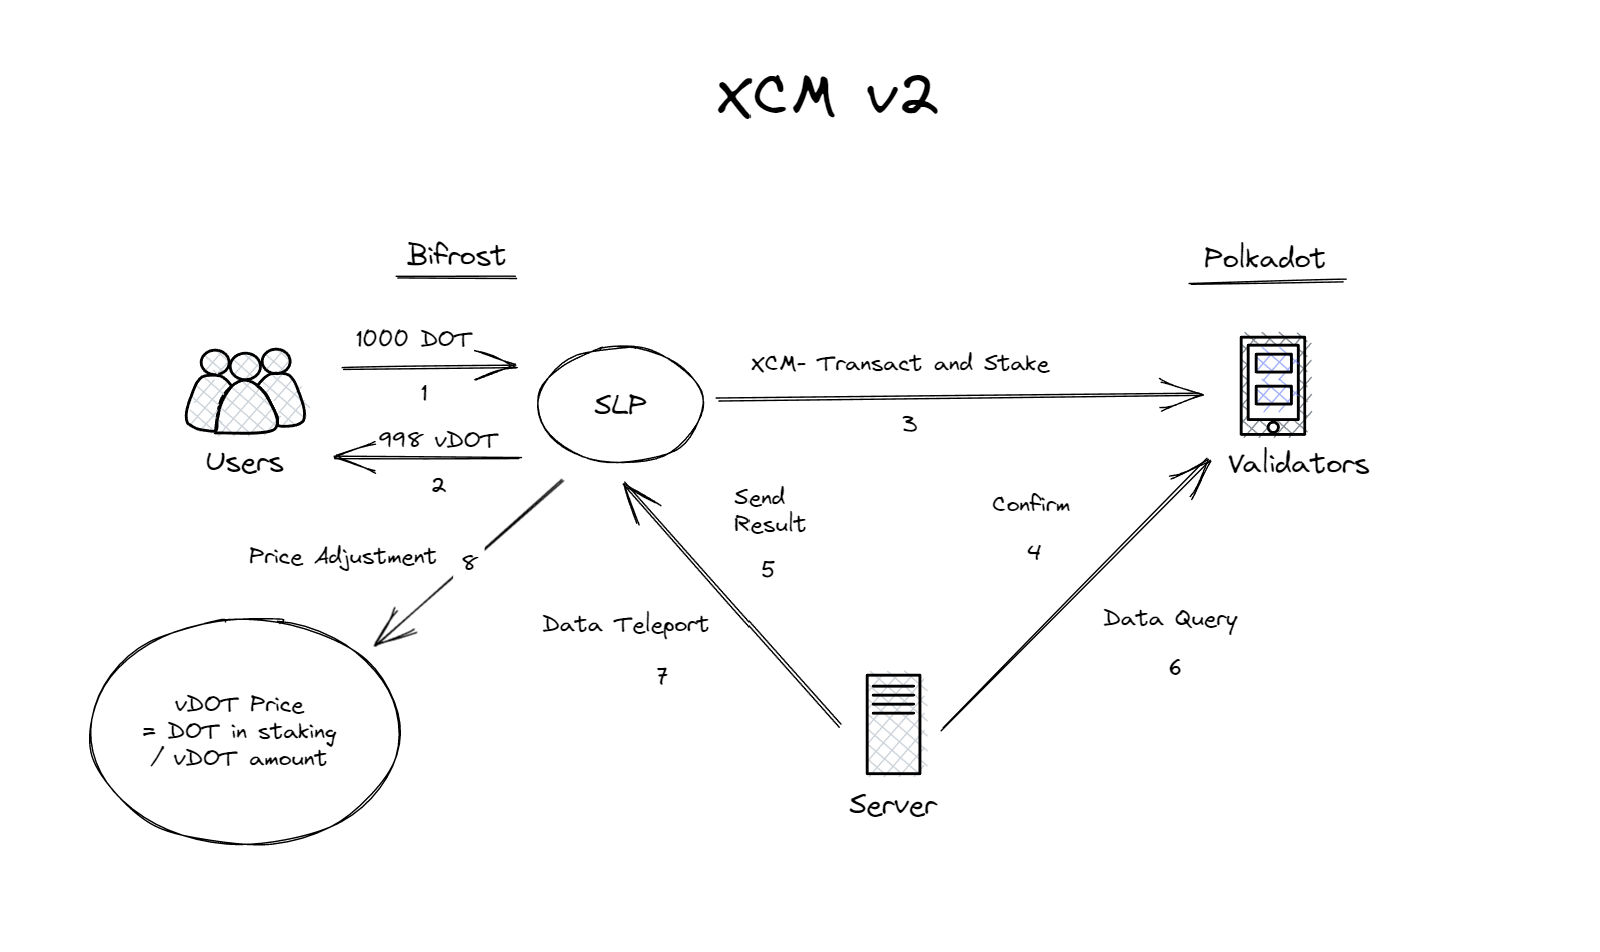 XCM v2
Bifrost
Polkadot
1000 DOT
1
SLP
XCM- Transact and Stake
3
998 vDOT
2
Users
Validators
Send
Result
5
Confirm
4
Price Adjustment
8
Data Teleport
7
Data Query
6
vDOT Price
= DOT in staking
/ vDOT amount
Server